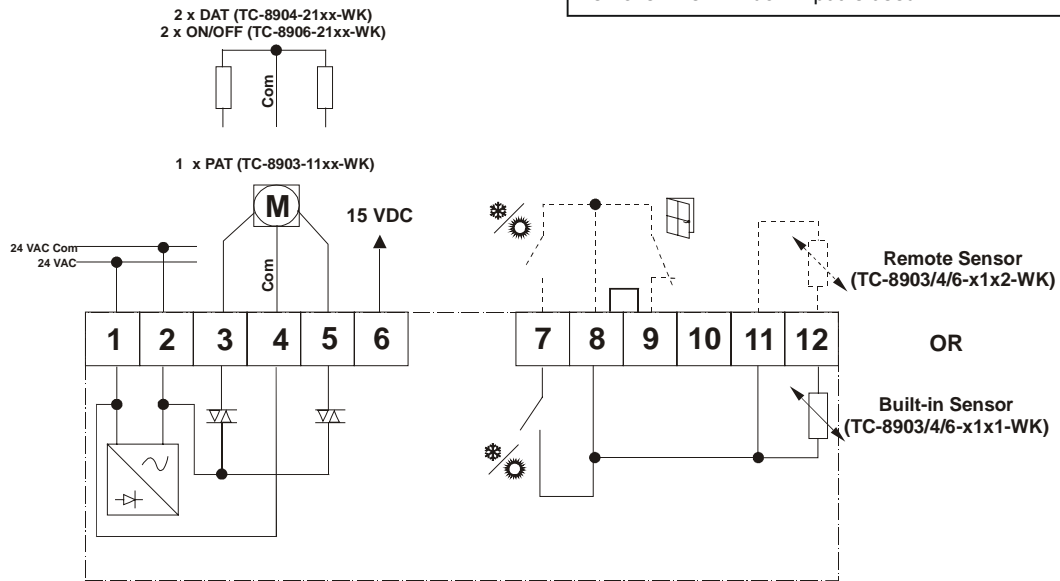 2 x DAT (TC-8904-21xx-WK)
2 x ON/OFF (TC-8906-21xx-WK)
Com
1 x PAT (TC-8903-11xx-WK)
M
15 VDC
24 VAC Com
24 VAC
Com
Remote Sensor
(TC-8903/4/6-x1x2-WK)
1 2 3 4 5 6 7 8 9 10 11 12
OR
Built-in Sensor
(TC-8903/4/6-x1x1-WK)